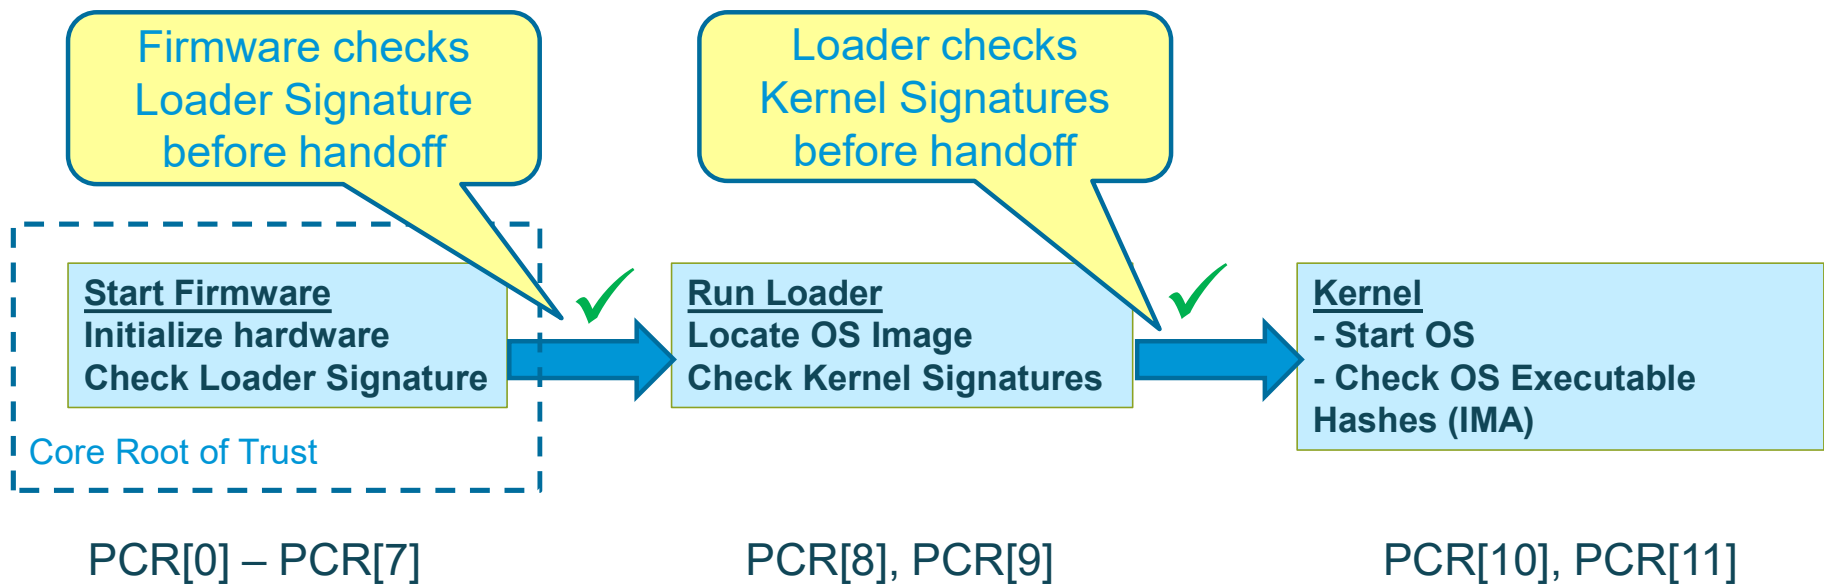 Firmware checks
Loader Signature
before handoff
Loader checks
Kernel Signatures
before handoff
Start Firmware
Initialize hardware
Check Loader Signature
Core Root of Trust
Run Loader
Locate OS Image
Check Kernel Signatures
Kernel
- Start OS
- Check OS Executable
Hashes (IMA)
PCR[0] – PCR[7]
PCR[8], PCR[9]
PCR[10], PCR[11]